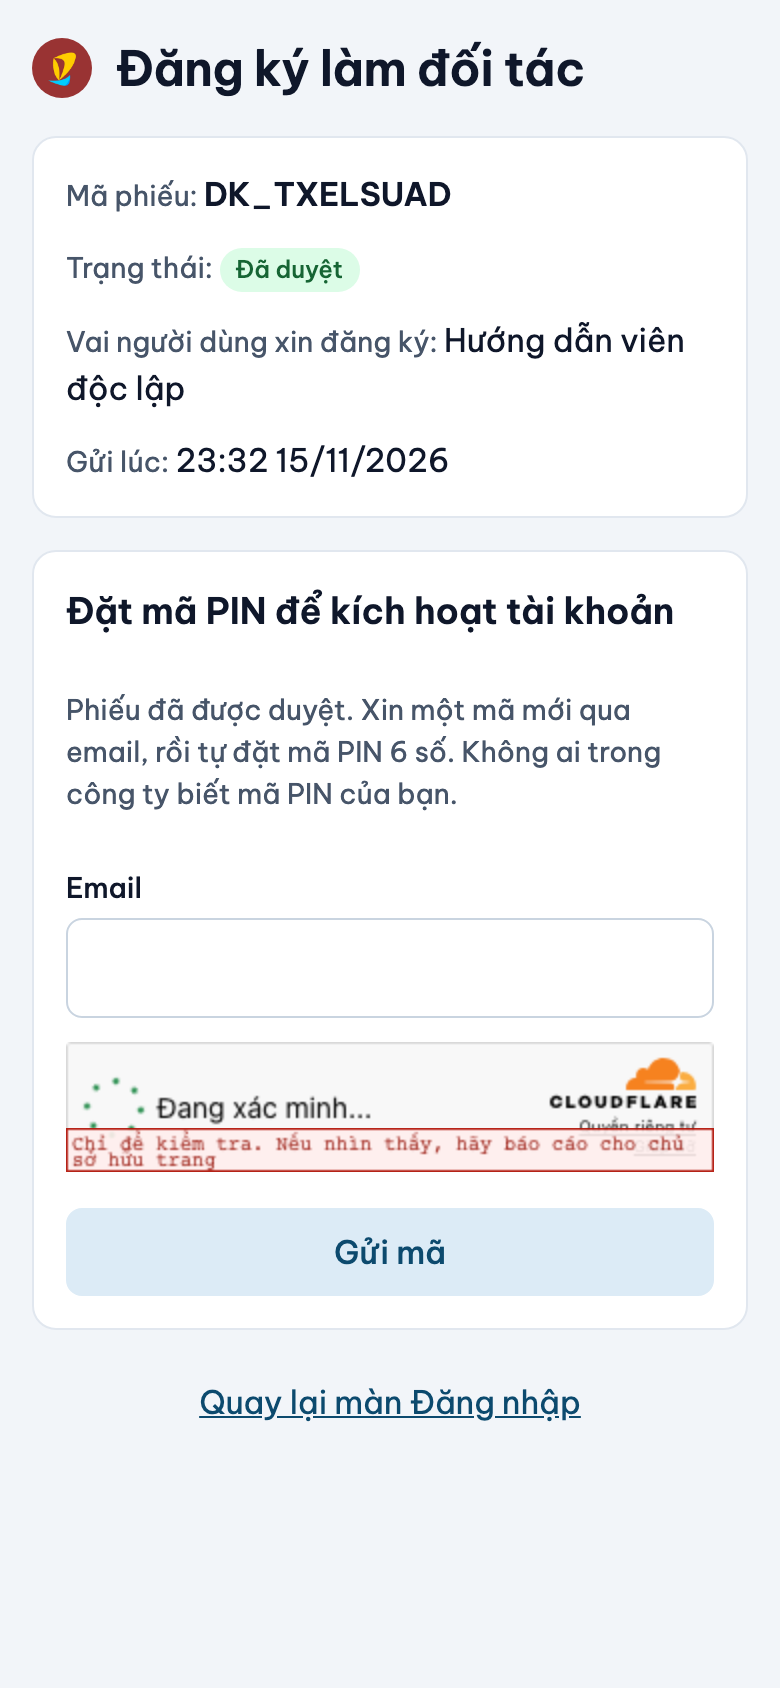 Đăng ký làm đối tác
Mã phiếu: DK_TXELSUAD
Trạng thái: Đã duyệt
Vai người dùng xin đăng ký: Hướng dẫn viên
độc lập
Gửi lúc: 23:32 15/11/2026
Đặt mã PIN để kích hoạt tài khoản
Phiếu đã được duyệt. Xin một mã mới qua
email, rồi tự đặt mã PIN 6 số. Không ai trong
công ty biết mã PIN của bạn.
Email
Đang xác minh...
CLOUDFLARE
Quyền riêng tư
Chỉ để kiểm tra. Nếu nhìn thấy, hãy báo cáo cho chủ
sở hữu trang
Gửi mã
Quay lại màn Đăng nhập